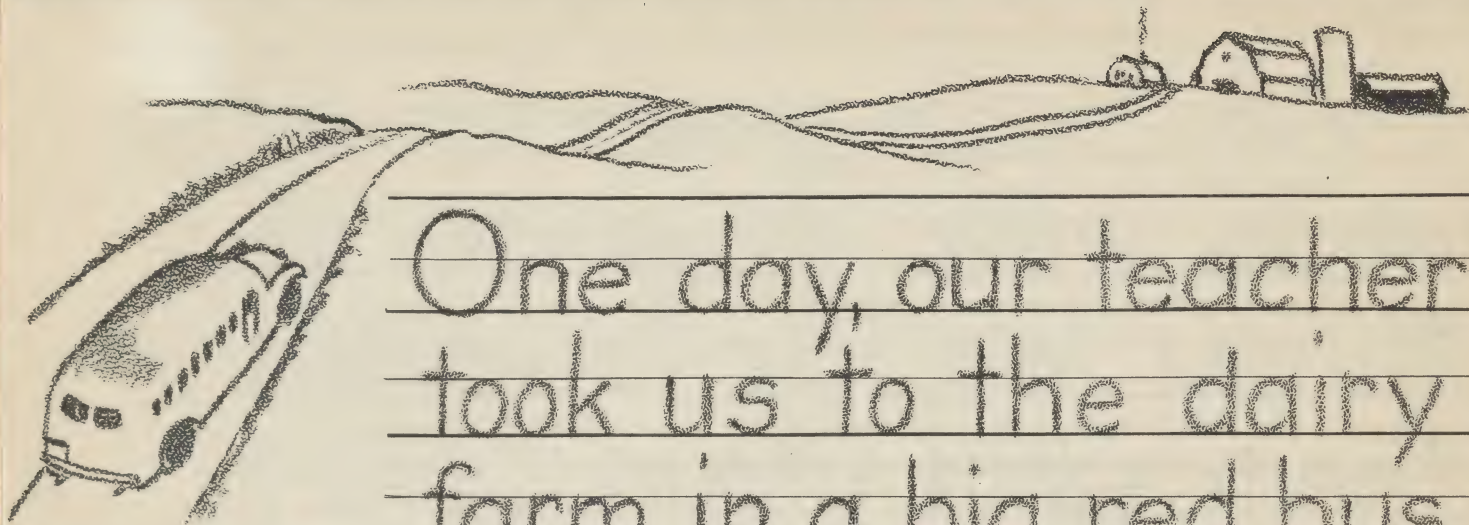 One day, our teacher
took us to the dairy
farm in a big red bus